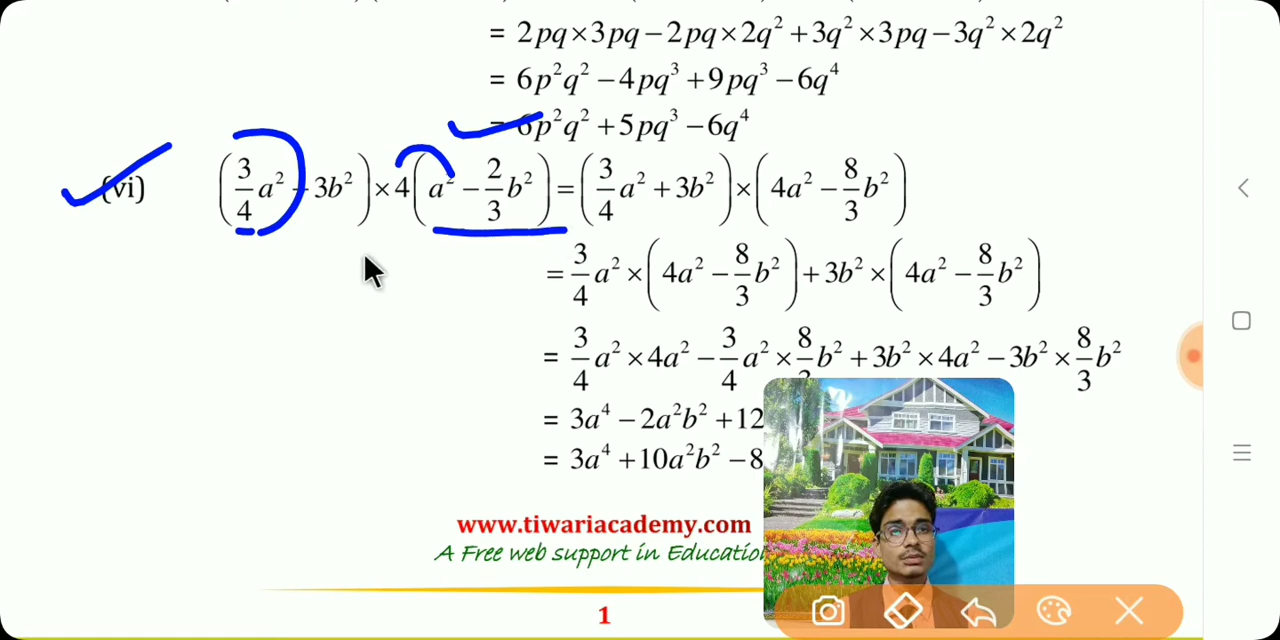 = 2pq×3pq−2pq×2q²+3q²×3pq−3q²×2q²
= 6p²q²−4pq³+9pq³−6q⁴
= 6p²q²+5pq³−6q⁴
(vi) (3/4 a² 3b²)×4(a²−2/3 b²)=(3/4 a²+3b²)×(4a²−8/3 b²)
= 3/4 a²×(4a²−8/3 b²)+3b²×(4a²−8/3 b²)
= 3/4 a²×4a²−3/4 a²×8/3 b²+3b²×4a²−3b²×8/3 b²
= 3a⁴−2a²b²+12
= 3a⁴+10a²b²−8
www.tiwariacademy.com
A Free web support in Education
1